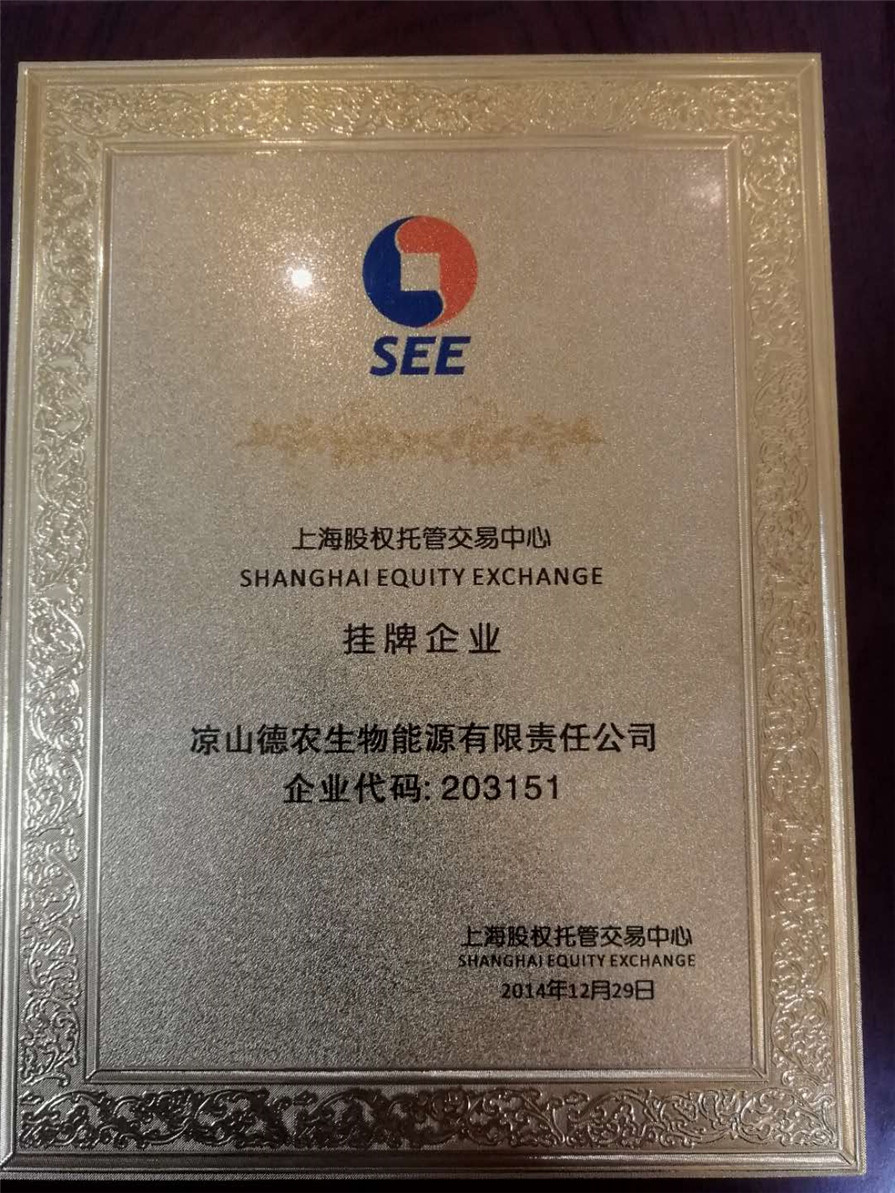 SEE
上海股权托管交易中心
SHANGHAI EQUITY EXCHANGE
挂牌企业
凉山德农生物能源有限责任公司
企业代码: 203151
上海股权托管交易中心
SHANGHAI EQUITY EXCHANGE
2014年12月29日